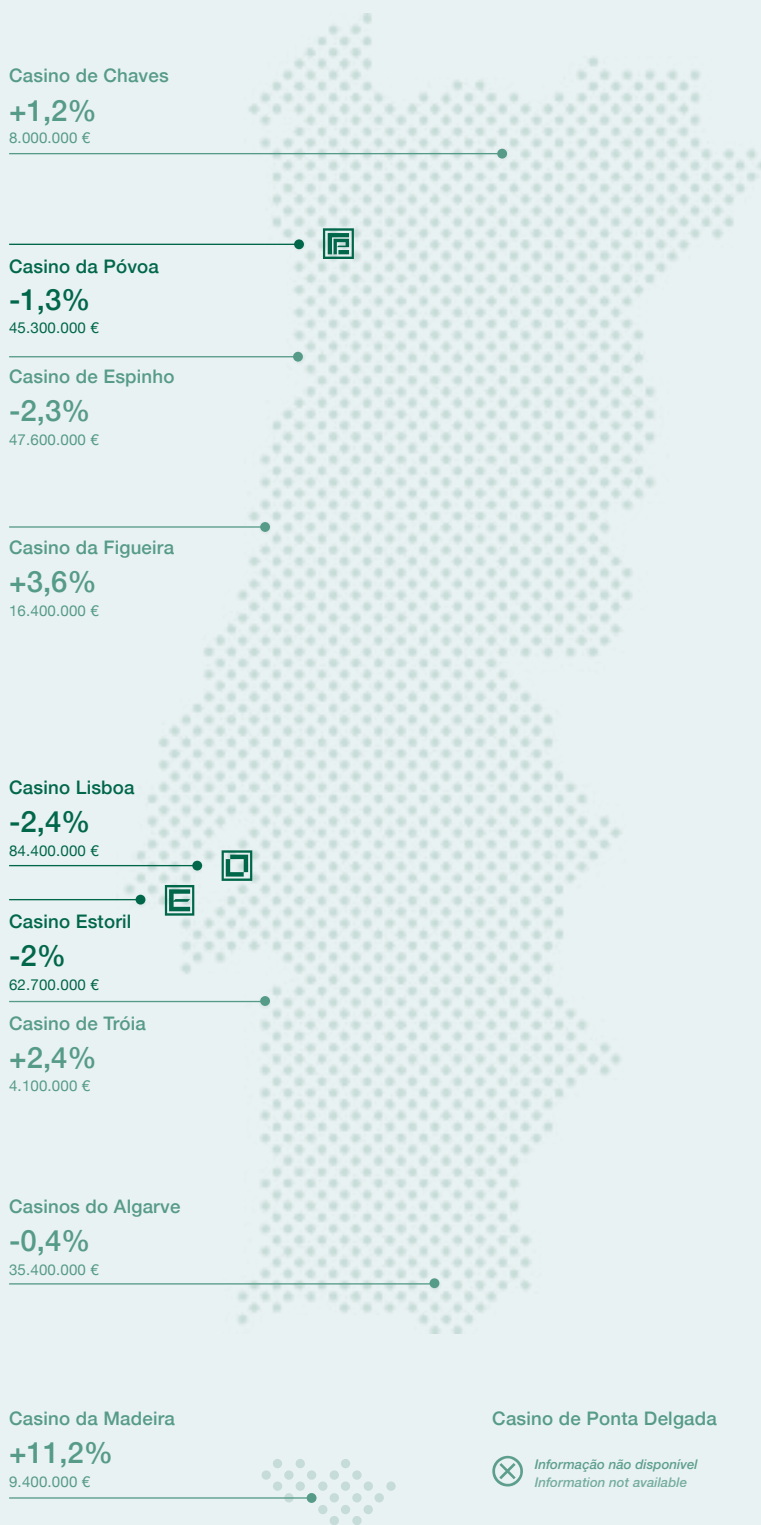 Casino de Chaves
+1,2%
8.000.000 €
Casino da Póvoa
-1,3%
45.300.000 €
Casino de Espinho
-2,3%
47.600.000 €
Casino da Figueira
+3,6%
16.400.000 €
Casino Lisboa
-2,4%
84.400.000 €
Casino Estoril
-2%
62.700.000 €
Casino de Tróia
+2,4%
4.100.000 €
Casinos do Algarve
-0,4%
35.400.000 €
Casino da Madeira
+11,2%
9.400.000 €
Casino de Ponta Delgada
Informação não disponível
Information not available